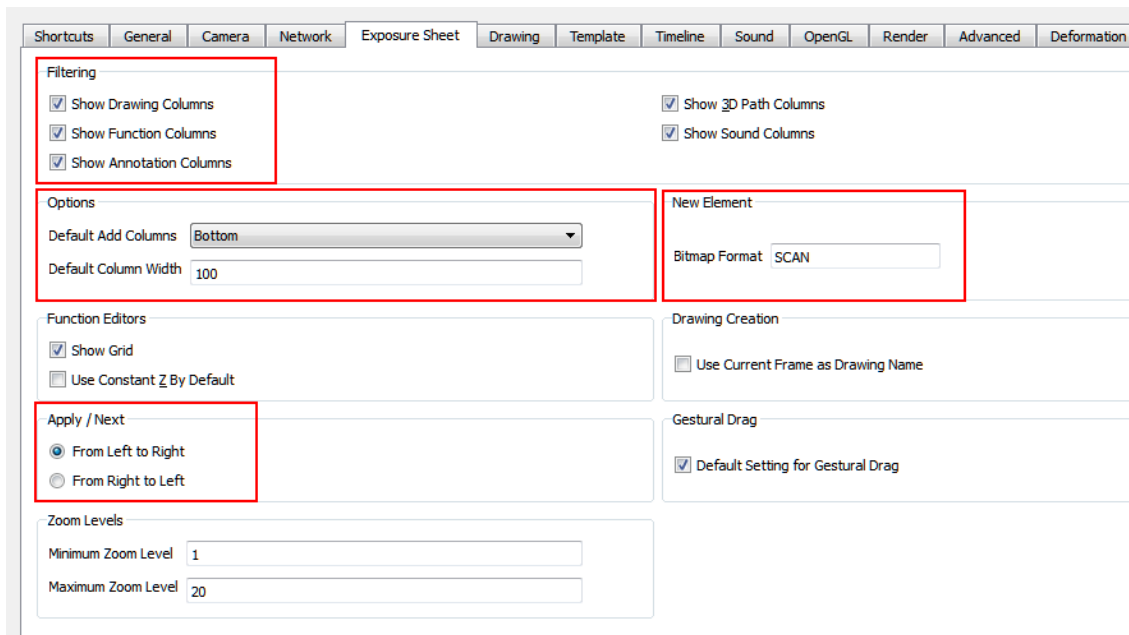 Shortcuts General Camera Network Exposure Sheet Drawing Template Timeline Sound OpenGL Render Advanced Deformation
Filtering
Show Drawing Columns Show 3D Path Columns
Show Function Columns Show Sound Columns
Show Annotation Columns
Options New Element
Default Add Columns Bottom
Bitmap Format SCAN
Default Column Width 100
Function Editors Drawing Creation
Show Grid
Use Current Frame as Drawing Name
Use Constant Z By Default
Apply / Next Gestural Drag
From Left to Right
Default Setting for Gestural Drag
From Right to Left
Zoom Levels
Minimum Zoom Level 1
Maximum Zoom Level 20